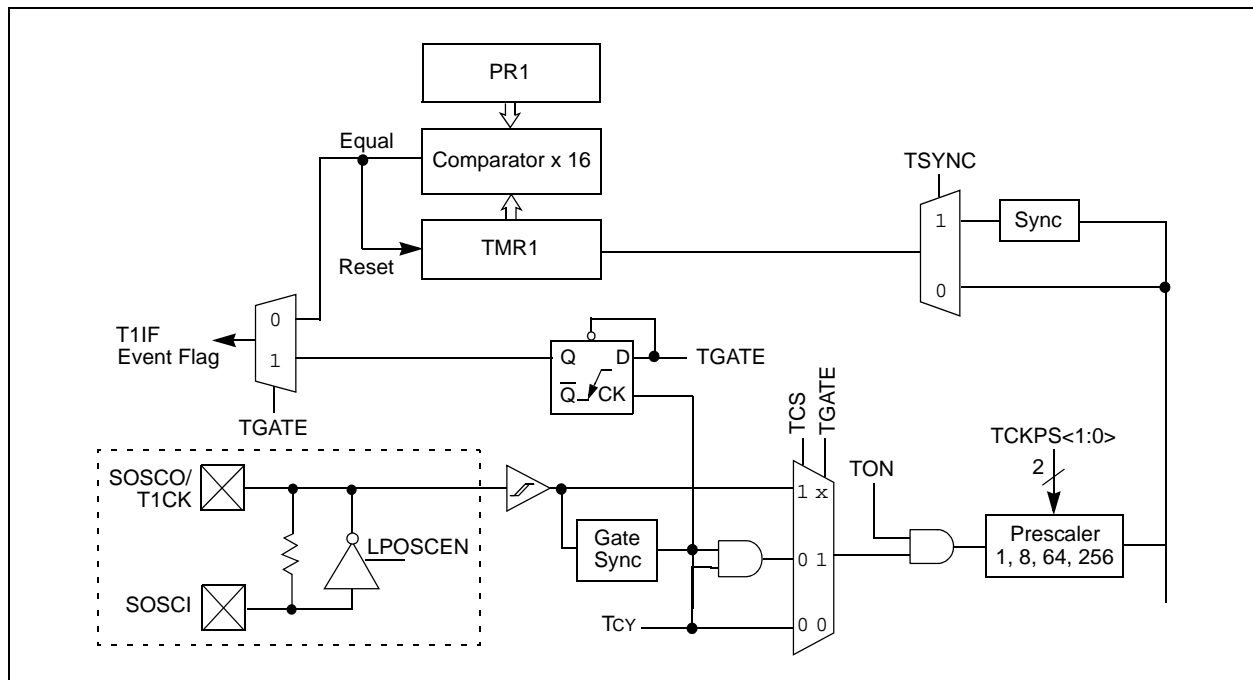 PR1
Equal
Comparator x 16
TSYNC
1
Sync
Reset
TMR1
0
T1IF
Event Flag
0
1
TGATE
Q
D
Q
CK
TGATE
TCS
TGATE
TCKPS<1:0>
2
SOSCO/
T1CK
TON
1 x
LPOSCEN
Gate
Sync
0 1
Prescaler
1, 8, 64, 256
SOSCI
TCY
0 0